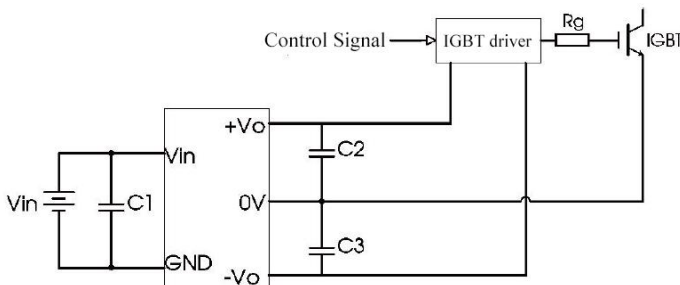 Rg
Control Signal
IGBT driver
IGBT
+Vo
C2
Vin
Vin
C1
0V
C3
GND
-Vo